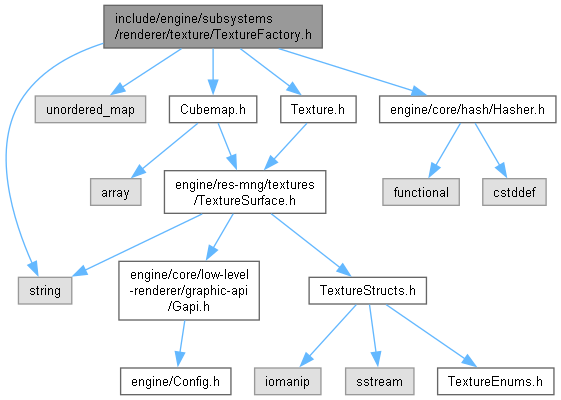 include/engine/subsystems
/renderer/texture/TextureFactory.h
unordered_map
Cubemap.h
Texture.h
engine/core/hash/Hasher.h
array
engine/res-mng/textures
/TextureSurface.h
functional
cstddef
string
engine/core/low-level
-renderer/graphic-api
/Gapi.h
TextureStructs.h
engine/Config.h
iomanip
sstream
TextureEnums.h